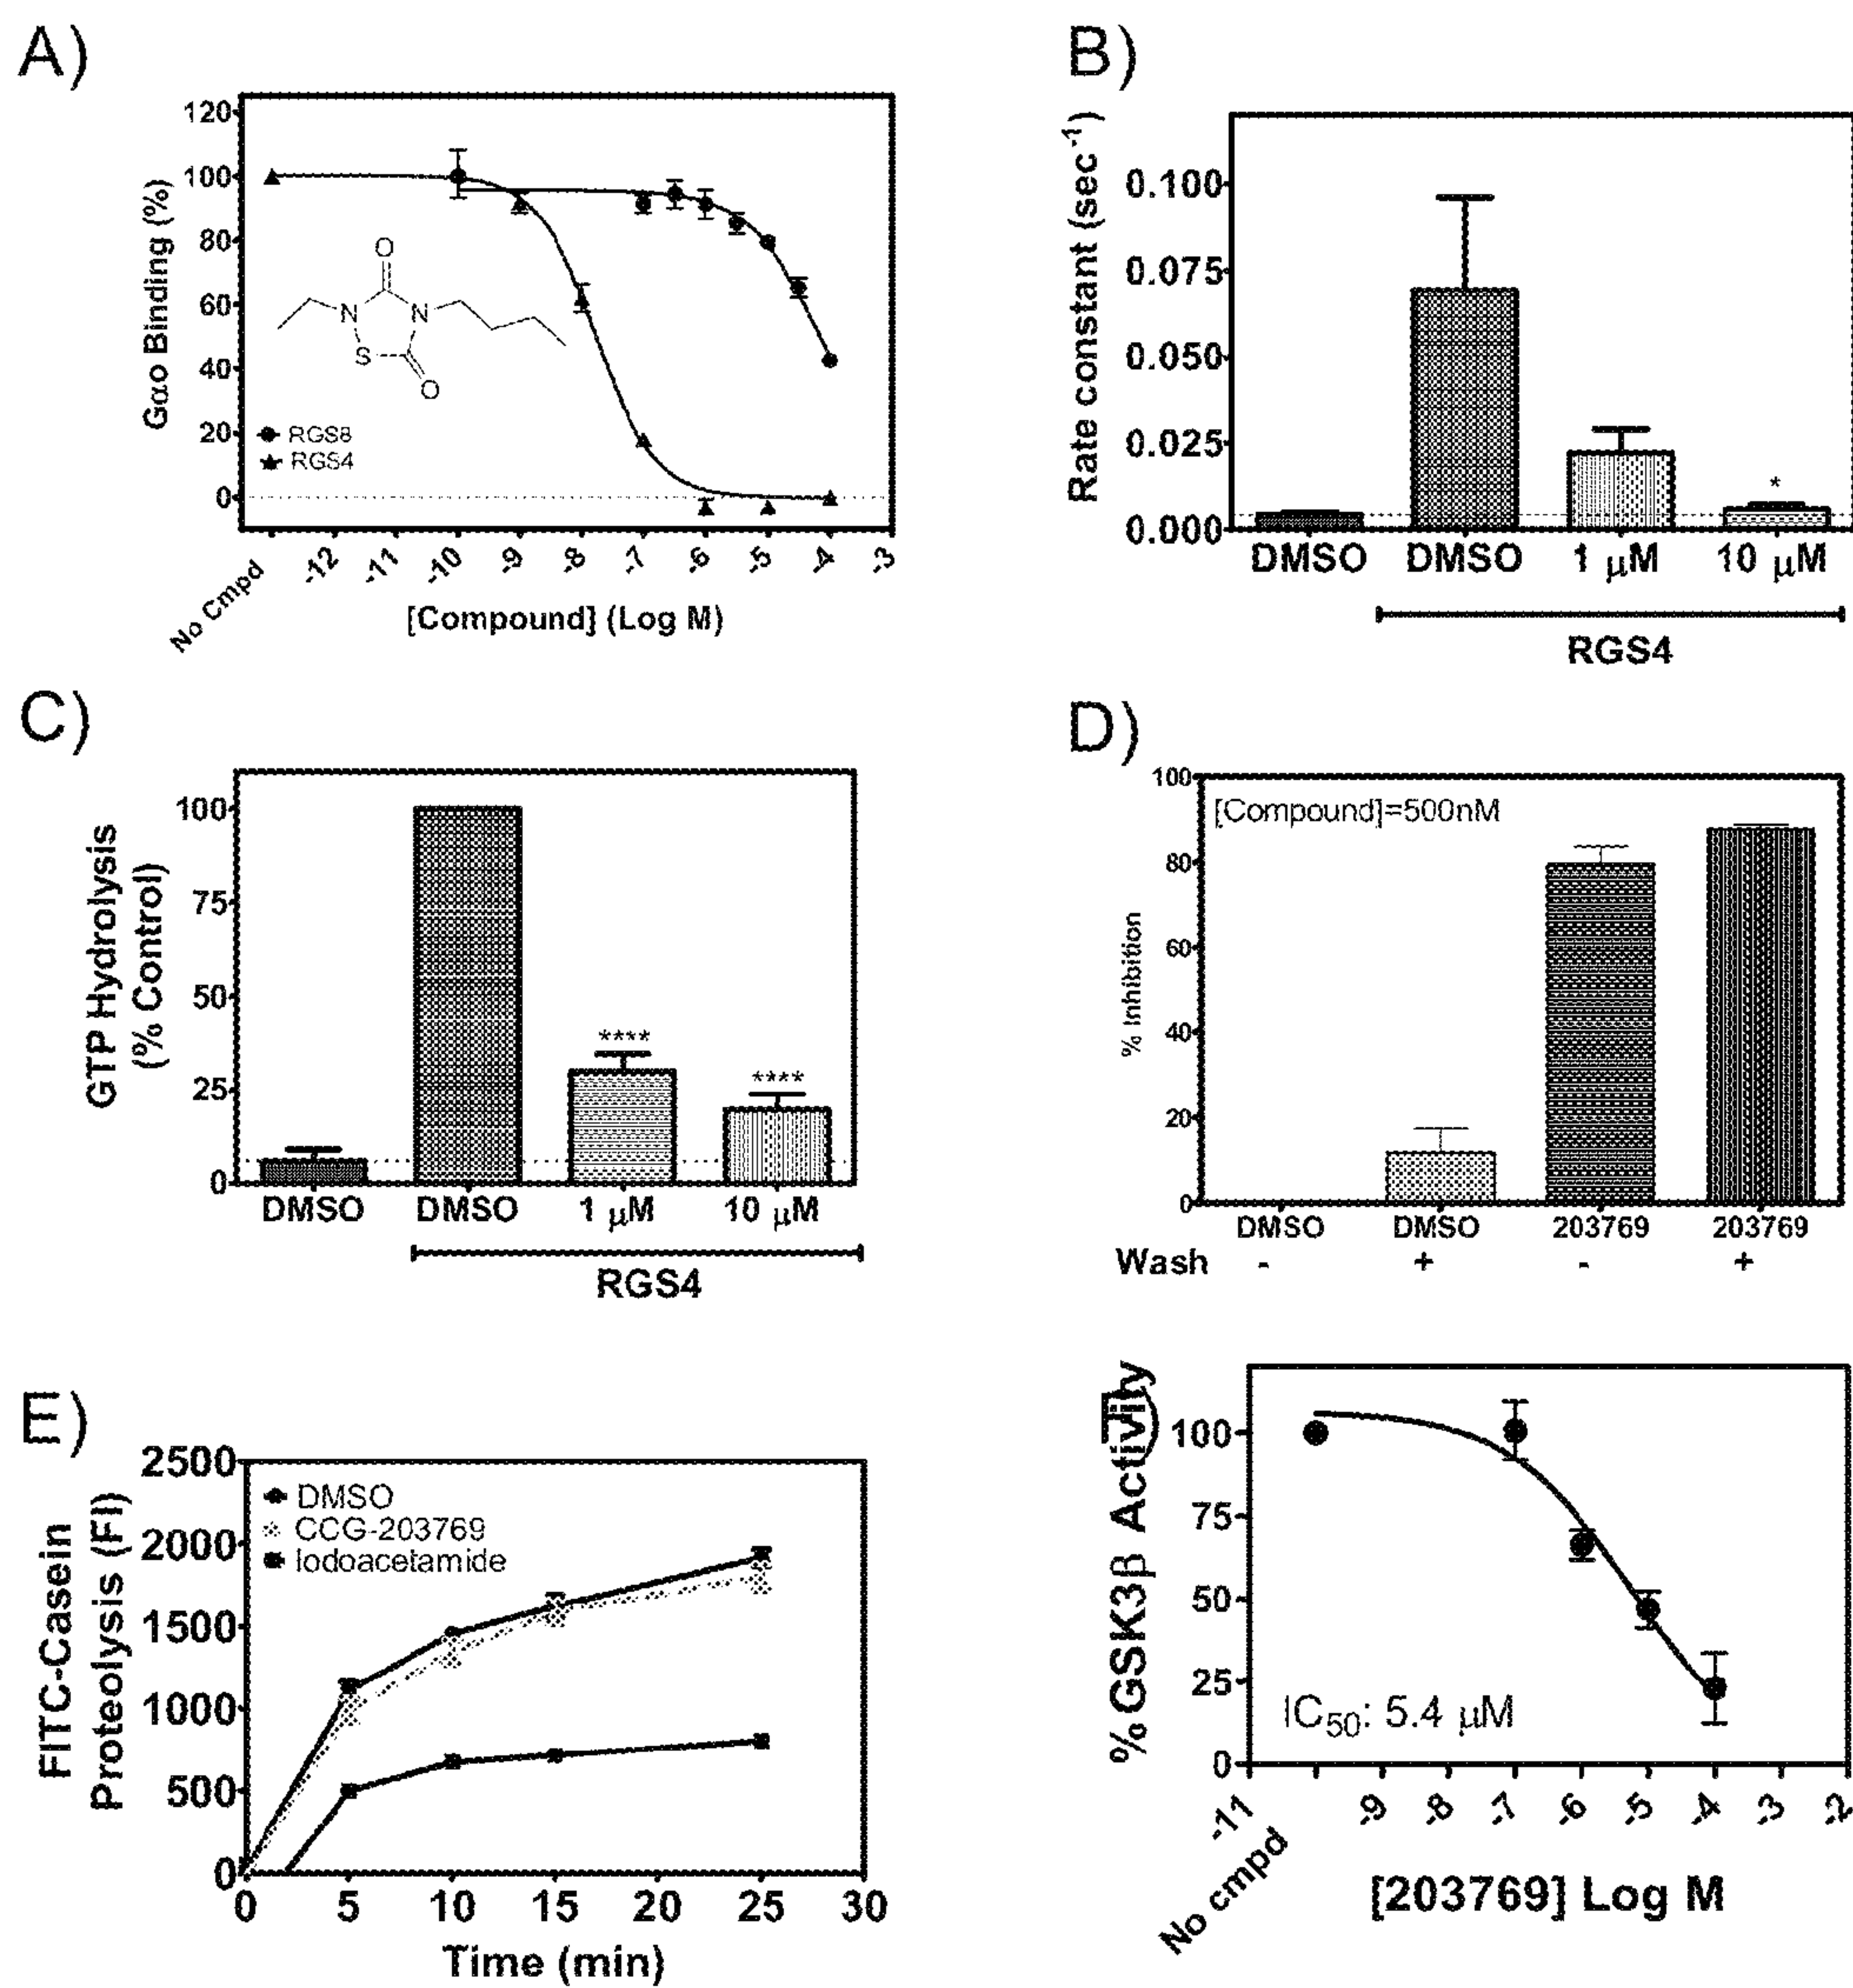 A)
Gαo Binding (%)
120
100
80
60
40
20
0
O
N
N
S
O
RGS8
RGS4
No Cmpd
-12
-11
-10
-9
-8
-7
-6
-5
-4
-3
[Compound] (Log M)
B)
Rate constant (sec-1)
0.100
0.075
0.050
0.025
0.000
*
DMSO DMSO 1 μM 10 μM
RGS4
C)
GTP Hydrolysis
(% Control)
100
75
50
25
0
****
****
DMSO DMSO 1 μM 10 μM
RGS4
D)
% Inhibition
100
80
60
40
20
0
[Compound]=500nM
DMSO DMSO 203769 203769
Wash - + - +
E)
FITC-Casein
Proteolysis (FI)
2500
2000
1500
1000
500
0
DMSO
CCG-203769
Iodoacetamide
0 5 10 15 20 25 30
Time (min)
% GSK3β Activity
100
75
50
25
0
IC50: 5.4 μM
-11
No cmpd
-9
-8
-7
-6
-5
-4
-3
-2
[203769] Log M